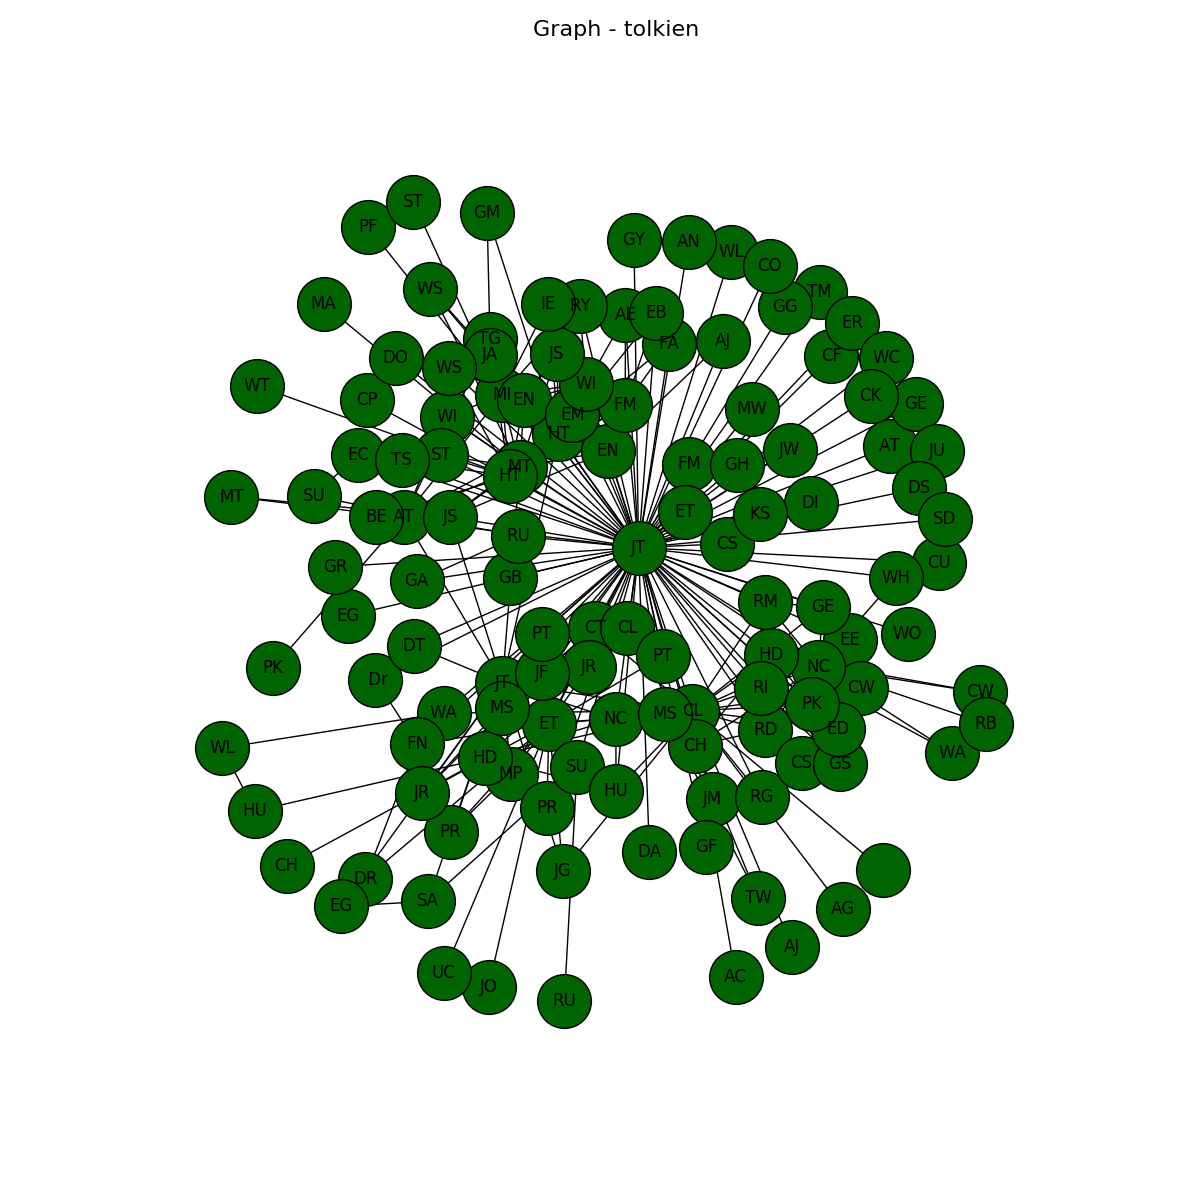 Graph - tolkien
ST
GM
PF
GY
AN
WL
CO
WS
TM
MA
IE
RY
AE
EB
GG
ER
TG
JA
JS
FA
AJ
CF
WC
DO
WS
WT
CP
WI
MI
EN
EM
WI
FM
MW
CK
GE
HT
EN
EC
TS
ST
MT
HT
FM
GH
JW
AT
JU
MT
SU
BE
AT
JS
ET
KS
DI
DS
SD
RU
JT
CS
GR
GA
GB
WH
CU
EG
RM
GE
PT
CT
CL
EE
WO
DT
PK
Dr
JT
JF
JR
PT
HD
NC
WA
MS
ET
NC
MS
CL
RI
PK
CW
CW
RB
WL
FN
HD
MP
SU
CH
RD
ED
WA
HU
JR
PR
PR
HU
JM
RG
CS
GS
CH
DR
EG
SA
JG
DA
GF
TW
AG
AJ
UC
JO
RU
AC